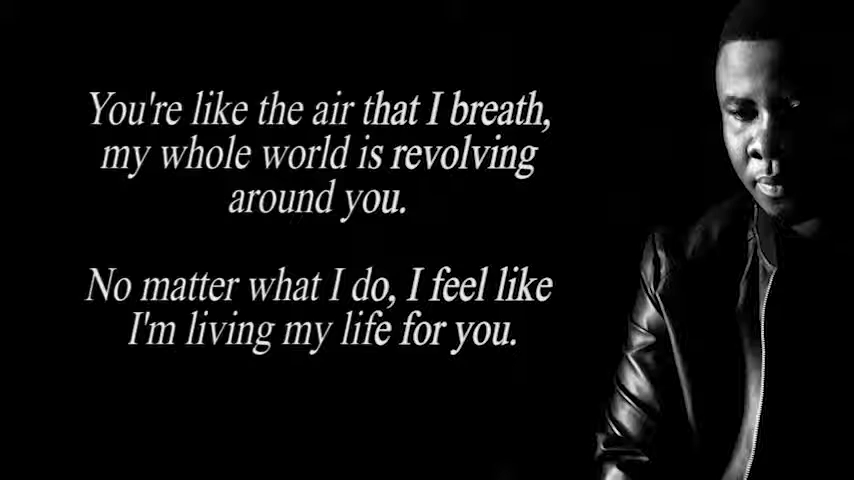 You're like the air that I breath,
my whole world is revolving
around you.
No matter what I do, I feel like
I'm living my life for you.